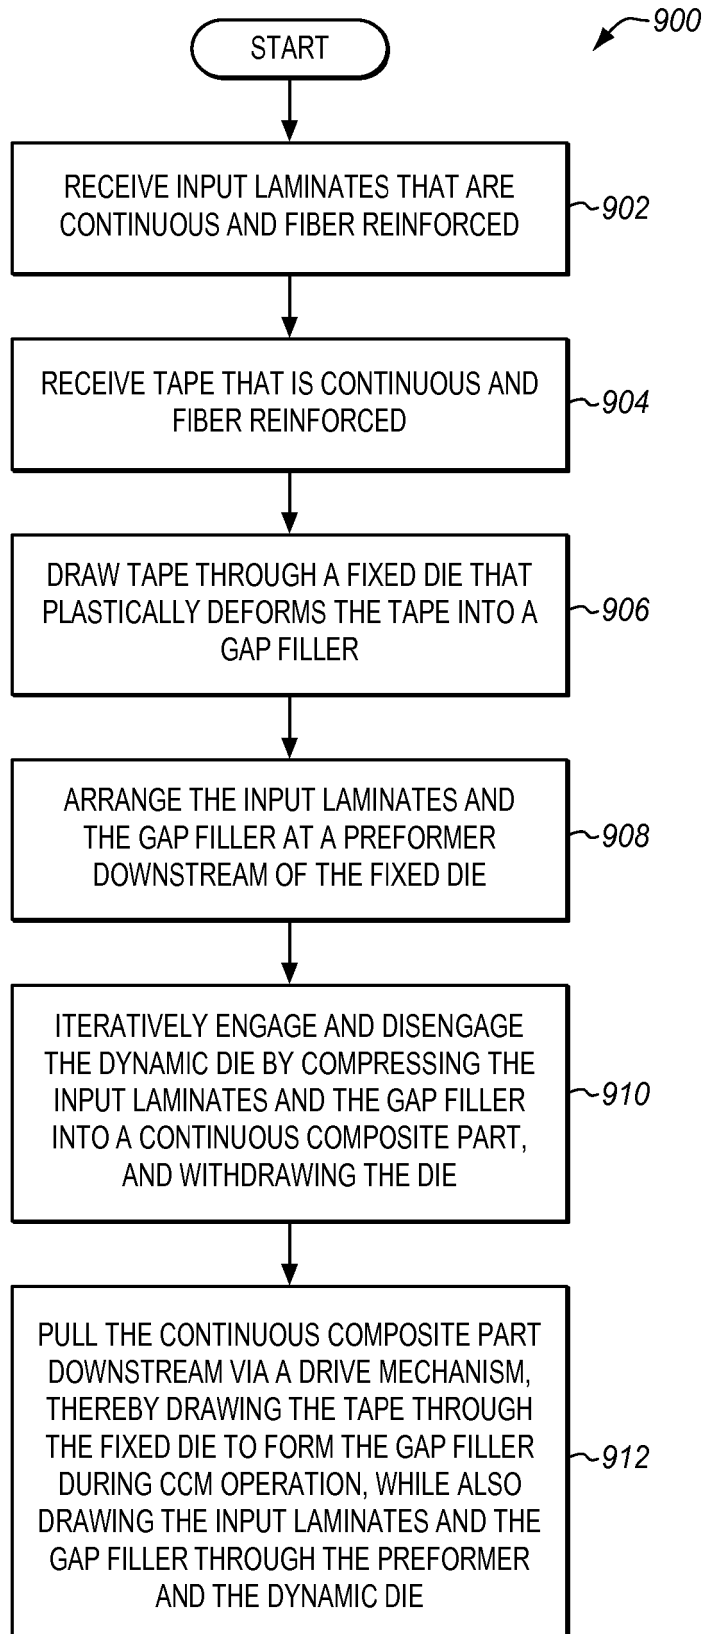 START
900
RECEIVE INPUT LAMINATES THAT ARE
CONTINUOUS AND FIBER REINFORCED
902
RECEIVE TAPE THAT IS CONTINUOUS AND
FIBER REINFORCED
904
DRAW TAPE THROUGH A FIXED DIE THAT
PLASTICALLY DEFORMS THE TAPE INTO A
GAP FILLER
906
ARRANGE THE INPUT LAMINATES AND
THE GAP FILLER AT A PREFORMER
DOWNSTREAM OF THE FIXED DIE
908
ITERATIVELY ENGAGE AND DISENGAGE
THE DYNAMIC DIE BY COMPRESSING THE
INPUT LAMINATES AND THE GAP FILLER
INTO A CONTINUOUS COMPOSITE PART,
AND WITHDRAWING THE DIE
910
PULL THE CONTINUOUS COMPOSITE PART
DOWNSTREAM VIA A DRIVE MECHANISM,
THEREBY DRAWING THE TAPE THROUGH
THE FIXED DIE TO FORM THE GAP FILLER
DURING CCM OPERATION, WHILE ALSO
DRAWING THE INPUT LAMINATES AND THE
GAP FILLER THROUGH THE PREFORMER
AND THE DYNAMIC DIE
912